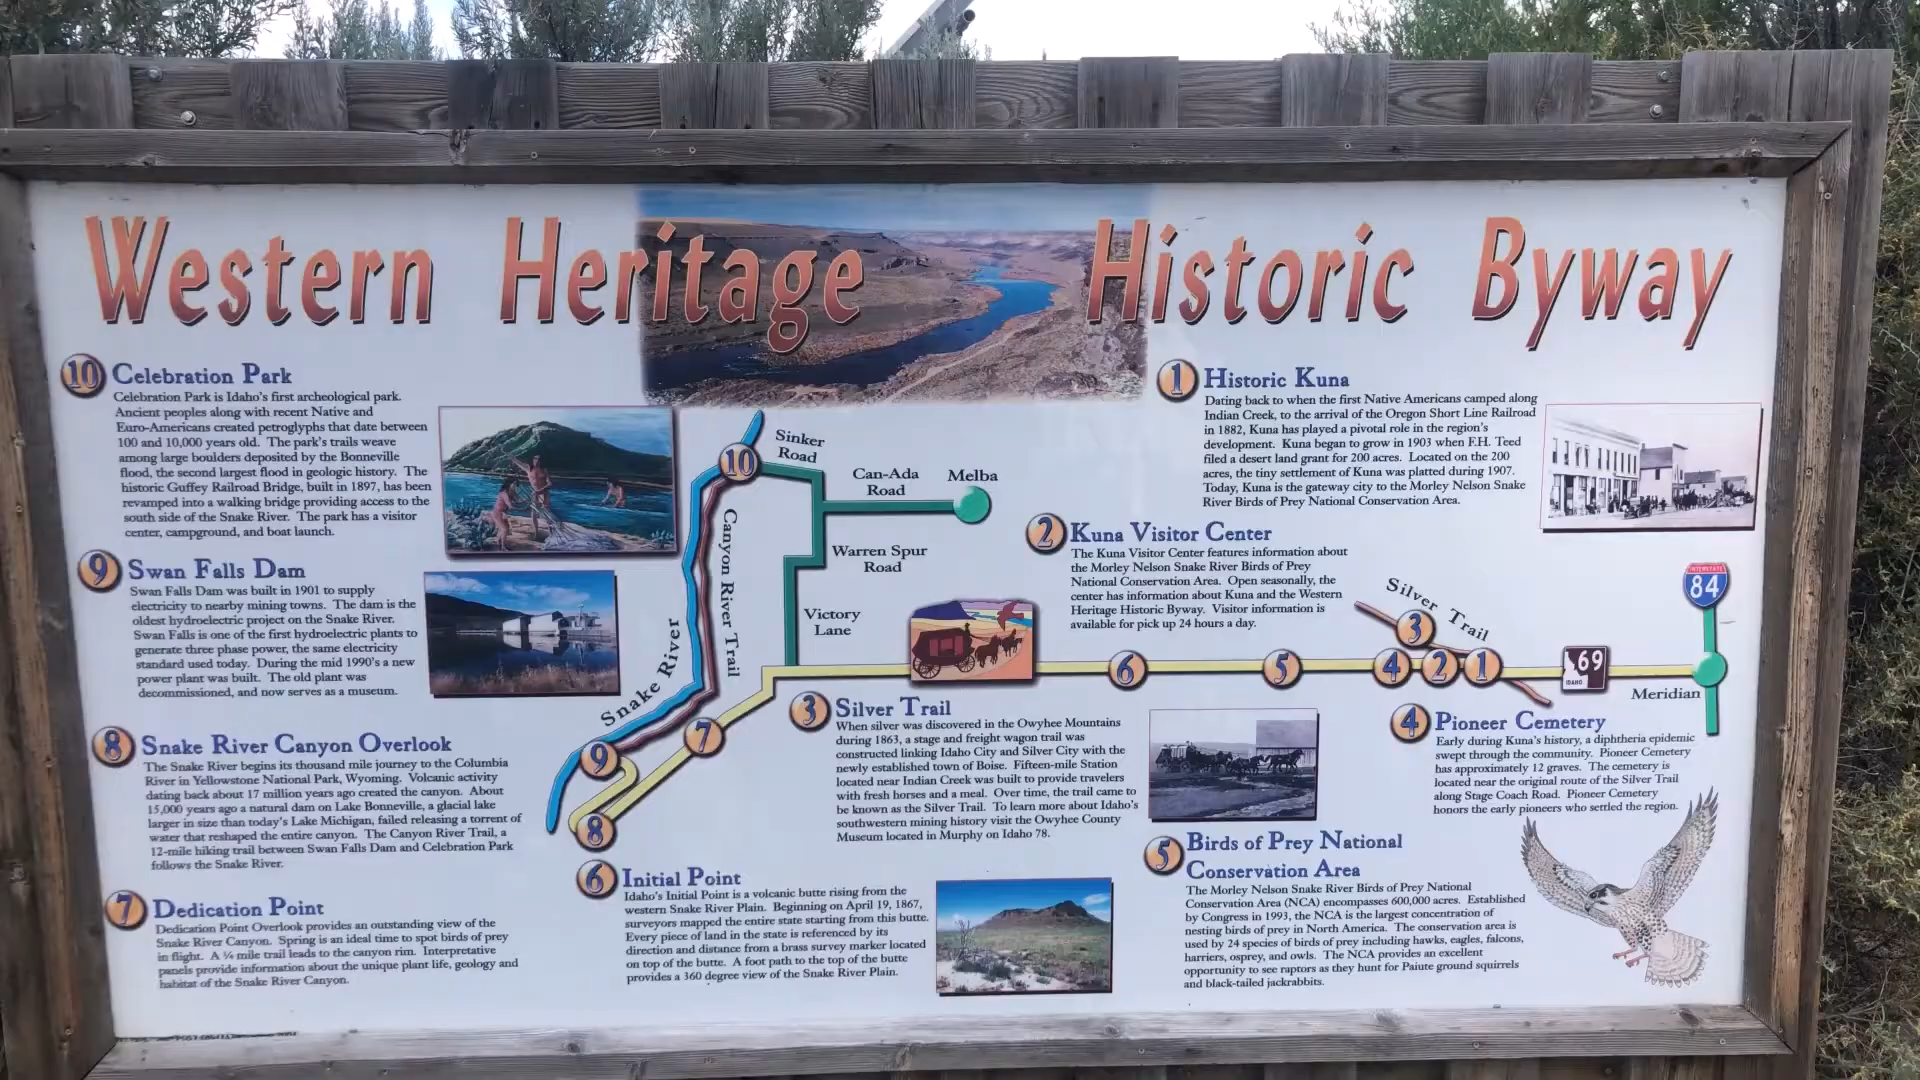 Western Heritage Historic Byway
10 Celebration Park
Celebration Park is Idaho's first archeological park.
Ancient peoples along with recent Native and
Euro-Americans created petroglyphs that date between
100 and 10,000 years old. The park's trails weave
among large boulders deposited by the Bonneville
flood, the second largest flood in geologic history. The
historic Guffey Railroad Bridge, built in 1897, has been
revamped into a walking bridge providing access to the
south side of the Snake River. The park has a visitor
center, campground, and boat launch.
9 Swan Falls Dam
Swan Falls Dam was built in 1901 to supply
electricity to nearby mining towns. The dam is the
oldest hydroelectric project on the Snake River.
Swan Falls is one of the first hydroelectric plants to
generate three phase power, the same electricity
standard used today. During the mid 1990's a new
power plant was built. The old plant was
decommissioned, and now serves as a museum.
8 Snake River Canyon Overlook
The Snake River begins its thousand mile journey to the Columbia
River in Yellowstone National Park, Wyoming. Volcanic activity
dating back about 17 million years ago created the canyon. About
15,000 years ago a natural dam on Lake Bonneville, a glacial lake
larger in size than today's Lake Michigan, failed releasing a torrent of
water that reshaped the entire canyon. The Canyon River Trail, a
12-mile hiking trail between Swan Falls Dam and Celebration Park
follows the Snake River.
7 Dedication Point
Dedication Point Overlook provides an outstanding view of the
Snake River Canyon. Spring is an ideal time to spot birds of prey
in flight. A ¼ mile trail leads to the canyon rim. Interpretative
panels provide information about the unique plant life, geology and
habitat of the Snake River Canyon.
10
Sinker
Road
Can-Ada
Road
Melba
Canyon River Trail
Warren Spur
Road
Victory
Lane
Snake River
9
7
8
6
5
4
2
1
3
Silver Trail
69
IDAHO
INTERSTATE
84
Meridian
1 Historic Kuna
Dating back to when the first Native Americans camped along
Indian Creek, to the arrival of the Oregon Short Line Railroad
in 1882, Kuna has played a pivotal role in the region's
development. Kuna began to grow in 1903 when F.H. Teed
filed a desert land grant for 200 acres. Located on the 200
acres, the tiny settlement of Kuna was platted during 1907.
Today, Kuna is the gateway city to the Morley Nelson Snake
River Birds of Prey National Conservation Area.
2 Kuna Visitor Center
The Kuna Visitor Center features information about
the Morley Nelson Snake River Birds of Prey
National Conservation Area. Open seasonally, the
center has information about Kuna and the Western
Heritage Historic Byway. Visitor information is
available for pick up 24 hours a day.
3 Silver Trail
When silver was discovered in the Owyhee Mountains
during 1863, a stage and freight wagon trail was
constructed linking Idaho City and Silver City with the
newly established town of Boise. Fifteen-mile Station
located near Indian Creek was built to provide travelers
with fresh horses and a meal. Over time, the trail came to
be known as the Silver Trail. To learn more about Idaho's
southwestern mining history visit the Owyhee County
Museum located in Murphy on Idaho 78.
4 Pioneer Cemetery
Early during Kuna's history, a diphtheria epidemic
swept through the community. Pioneer Cemetery
has approximately 12 graves. The cemetery is
located near the original route of the Silver Trail
along Stage Coach Road. Pioneer Cemetery
honors the early pioneers who settled the region.
5 Birds of Prey National
Conservation Area
The Morley Nelson Snake River Birds of Prey National
Conservation Area (NCA) encompasses 600,000 acres. Established
by Congress in 1993, the NCA is the largest concentration of
nesting birds of prey in North America. The conservation area is
used by 24 species of birds of prey including hawks, eagles, falcons,
harriers, osprey, and owls. The NCA provides an excellent
opportunity to see raptors as they hunt for Paiute ground squirrels
and black-tailed jackrabbits.
6 Initial Point
Idaho's Initial Point is a volcanic butte rising from the
western Snake River Plain. Beginning on April 19, 1867,
surveyors mapped the entire state starting from this butte.
Every piece of land in the state is referenced by its
direction and distance from a brass survey marker located
on top of the butte. A foot path to the top of the butte
provides a 360 degree view of the Snake River Plain.